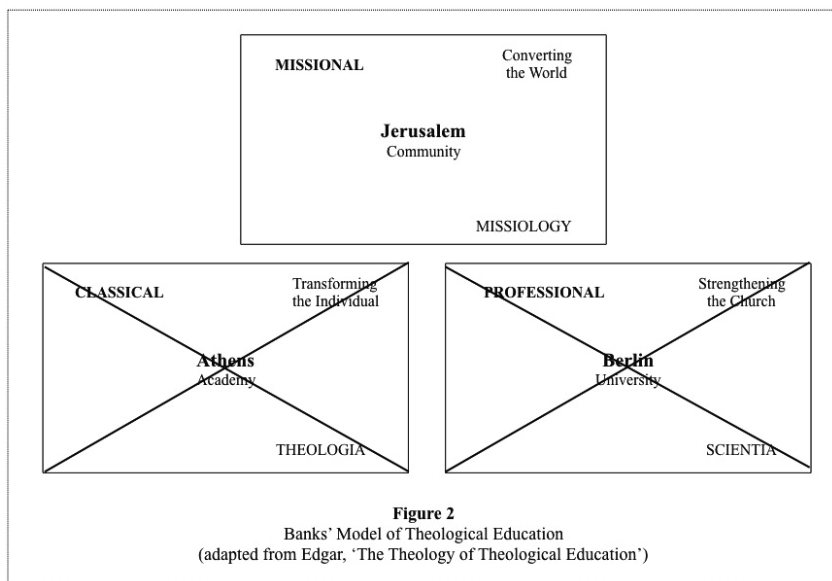 MISSIONAL
Converting
the World
Jerusalem
Community
MISSIOLOGY
CLASSICAL
Transforming
the Individual
Athens
Academy
THEOLOGIA
PROFESSIONAL
Strengthening
the Church
Berlin
University
SCIENTIA
Figure 2
Banks’ Model of Theological Education
(adapted from Edgar, ‘The Theology of Theological Education’)